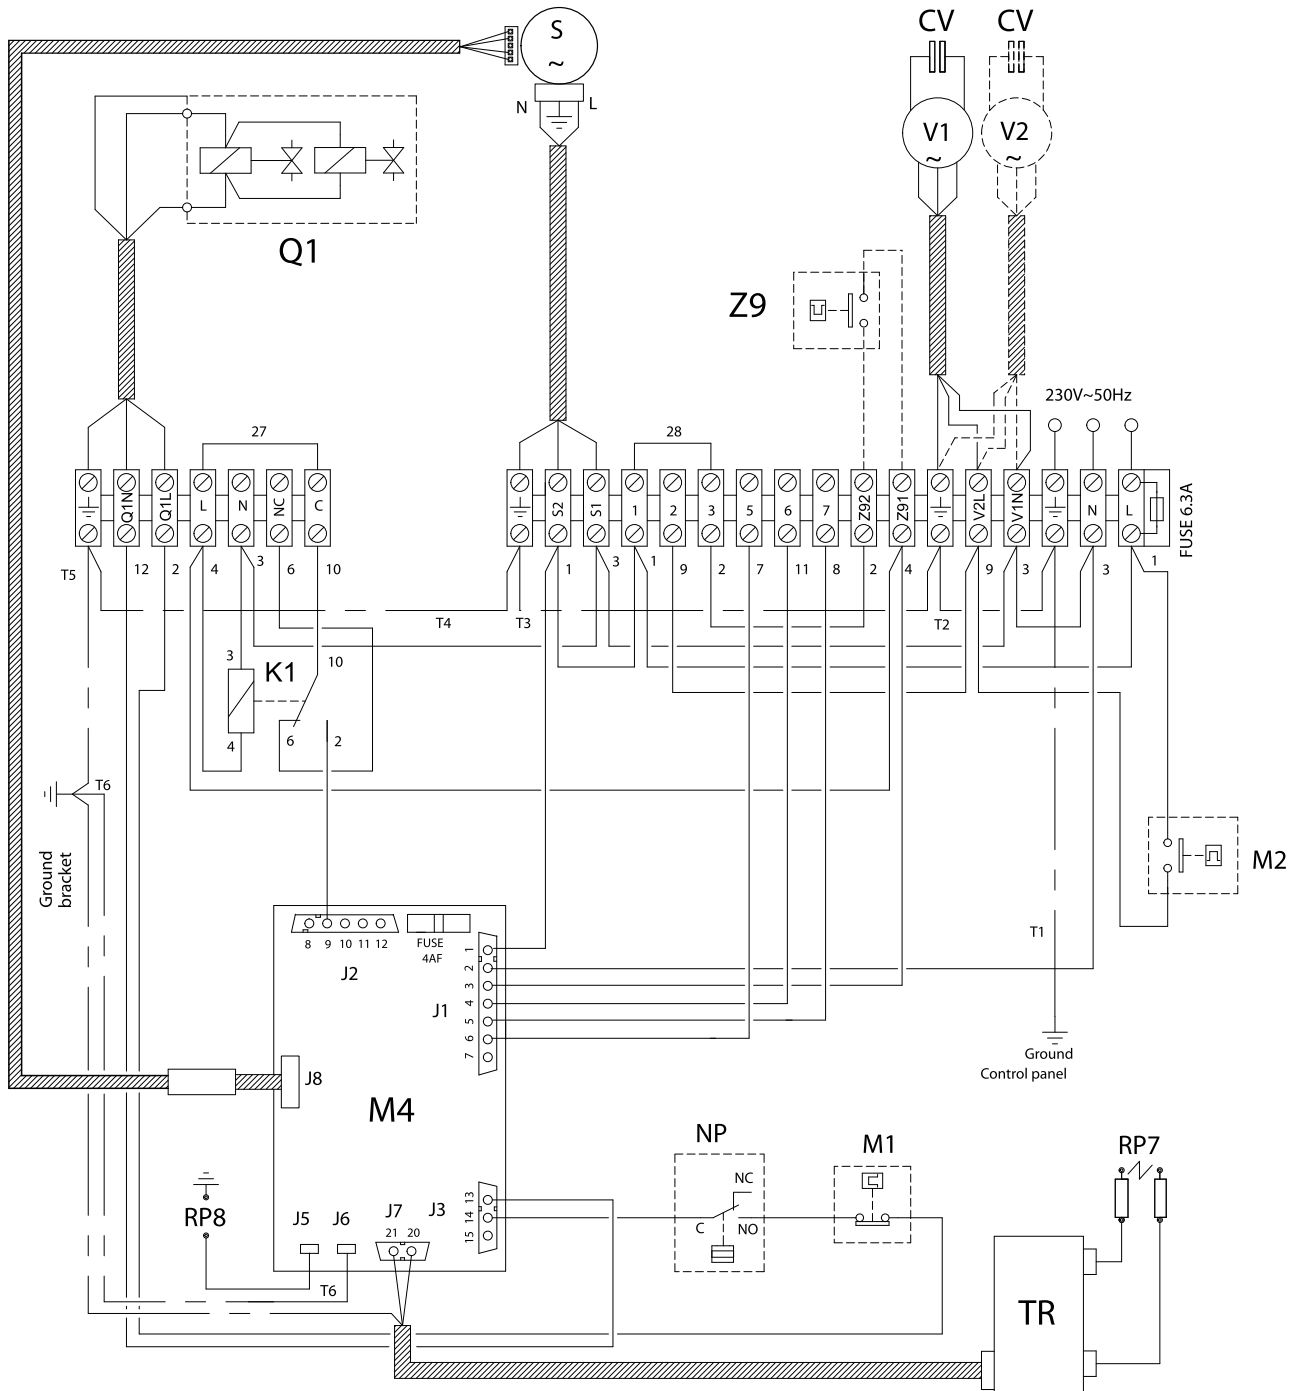 CV
CV
S
~
N
L
V1
~
V2
~
Q1
Z9
230V~50Hz
27
28
Q1N
Q1L
L
N
NC
C
S2
S1
1
2
3
5
6
7
Z92
Z91
V2L
V1N
N
L
FUSE 6.3A
T5
12
2
4
3
6
10
1
3
1
9
2
7
11
8
2
4
9
3
3
1
T4
T3
T2
3
K1
10
6
2
4
T6
Ground
bracket
M2
T1
8
9
10
11
12
FUSE
4AF
J2
1
2
3
4
5
6
7
J1
Ground
Control panel
J8
M4
NP
M1
RP7
NC
C
NO
RP8
J5
J6
J7
J3
13
14
15
21
20
T6
TR